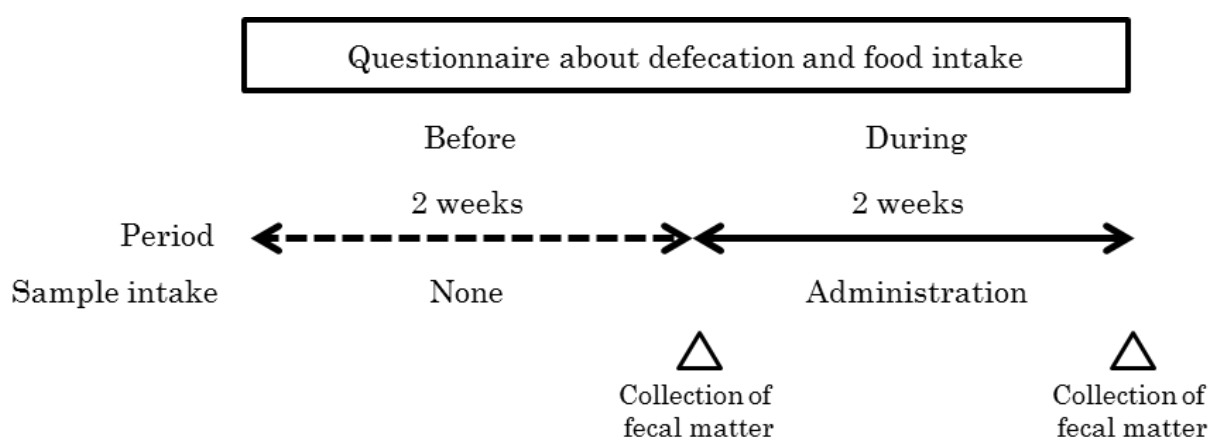 Questionnaire about defecation and food intake
Before During
2 weeks 2 weeks
Period
Sample intake None Administration
Collection of Collection of
fecal matter fecal matter